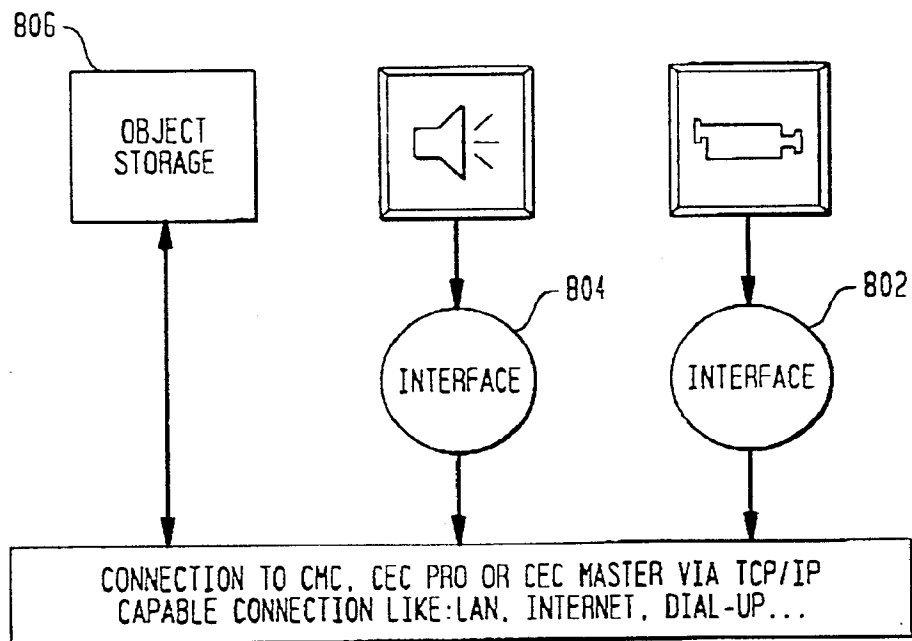 806
OBJECT
STORAGE
804
802
INTERFACE
INTERFACE
CONNECTION TO CMC, CEC PRO OR CEC MASTER VIA TCP/IP
CAPABLE CONNECTION LIKE:LAN, INTERNET, DIAL-UP...